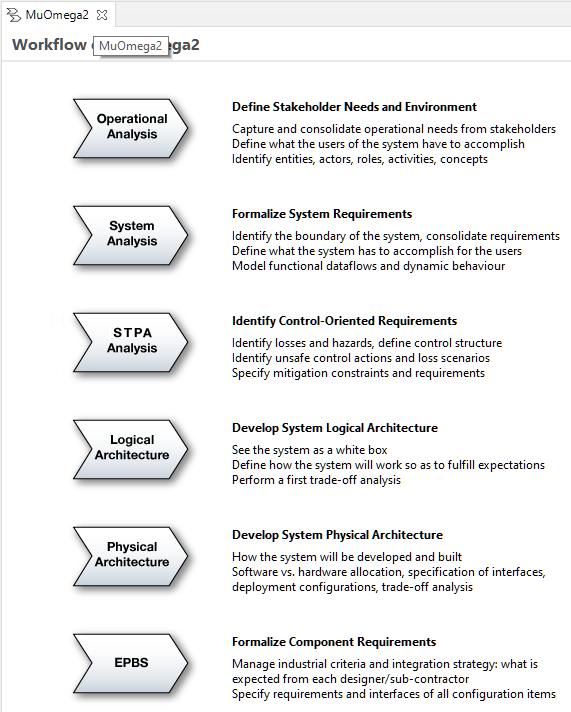 MuOmega2
Workflow ega2
MuOmega2
Operational
Analysis
Define Stakeholder Needs and Environment
Capture and consolidate operational needs from stakeholders
Define what the users of the system have to accomplish
Identify entities, actors, roles, activities, concepts
System
Analysis
Formalize System Requirements
Identify the boundary of the system, consolidate requirements
Define what the system has to accomplish for the users
Model functional dataflows and dynamic behaviour
STPA
Analysis
Identify Control-Oriented Requirements
Identify losses and hazards, define control structure
Identify unsafe control actions and loss scenarios
Specify mitigation constraints and requirements
Logical
Architecture
Develop System Logical Architecture
See the system as a white box
Define how the system will work so as to fulfill expectations
Perform a first trade-off analysis
Physical
Architecture
Develop System Physical Architecture
How the system will be developed and built
Software vs. hardware allocation, specification of interfaces,
deployment configurations, trade-off analysis
EPBS
Formalize Component Requirements
Manage industrial criteria and integration strategy: what is
expected from each designer/sub-contractor
Specify requirements and interfaces of all configuration items